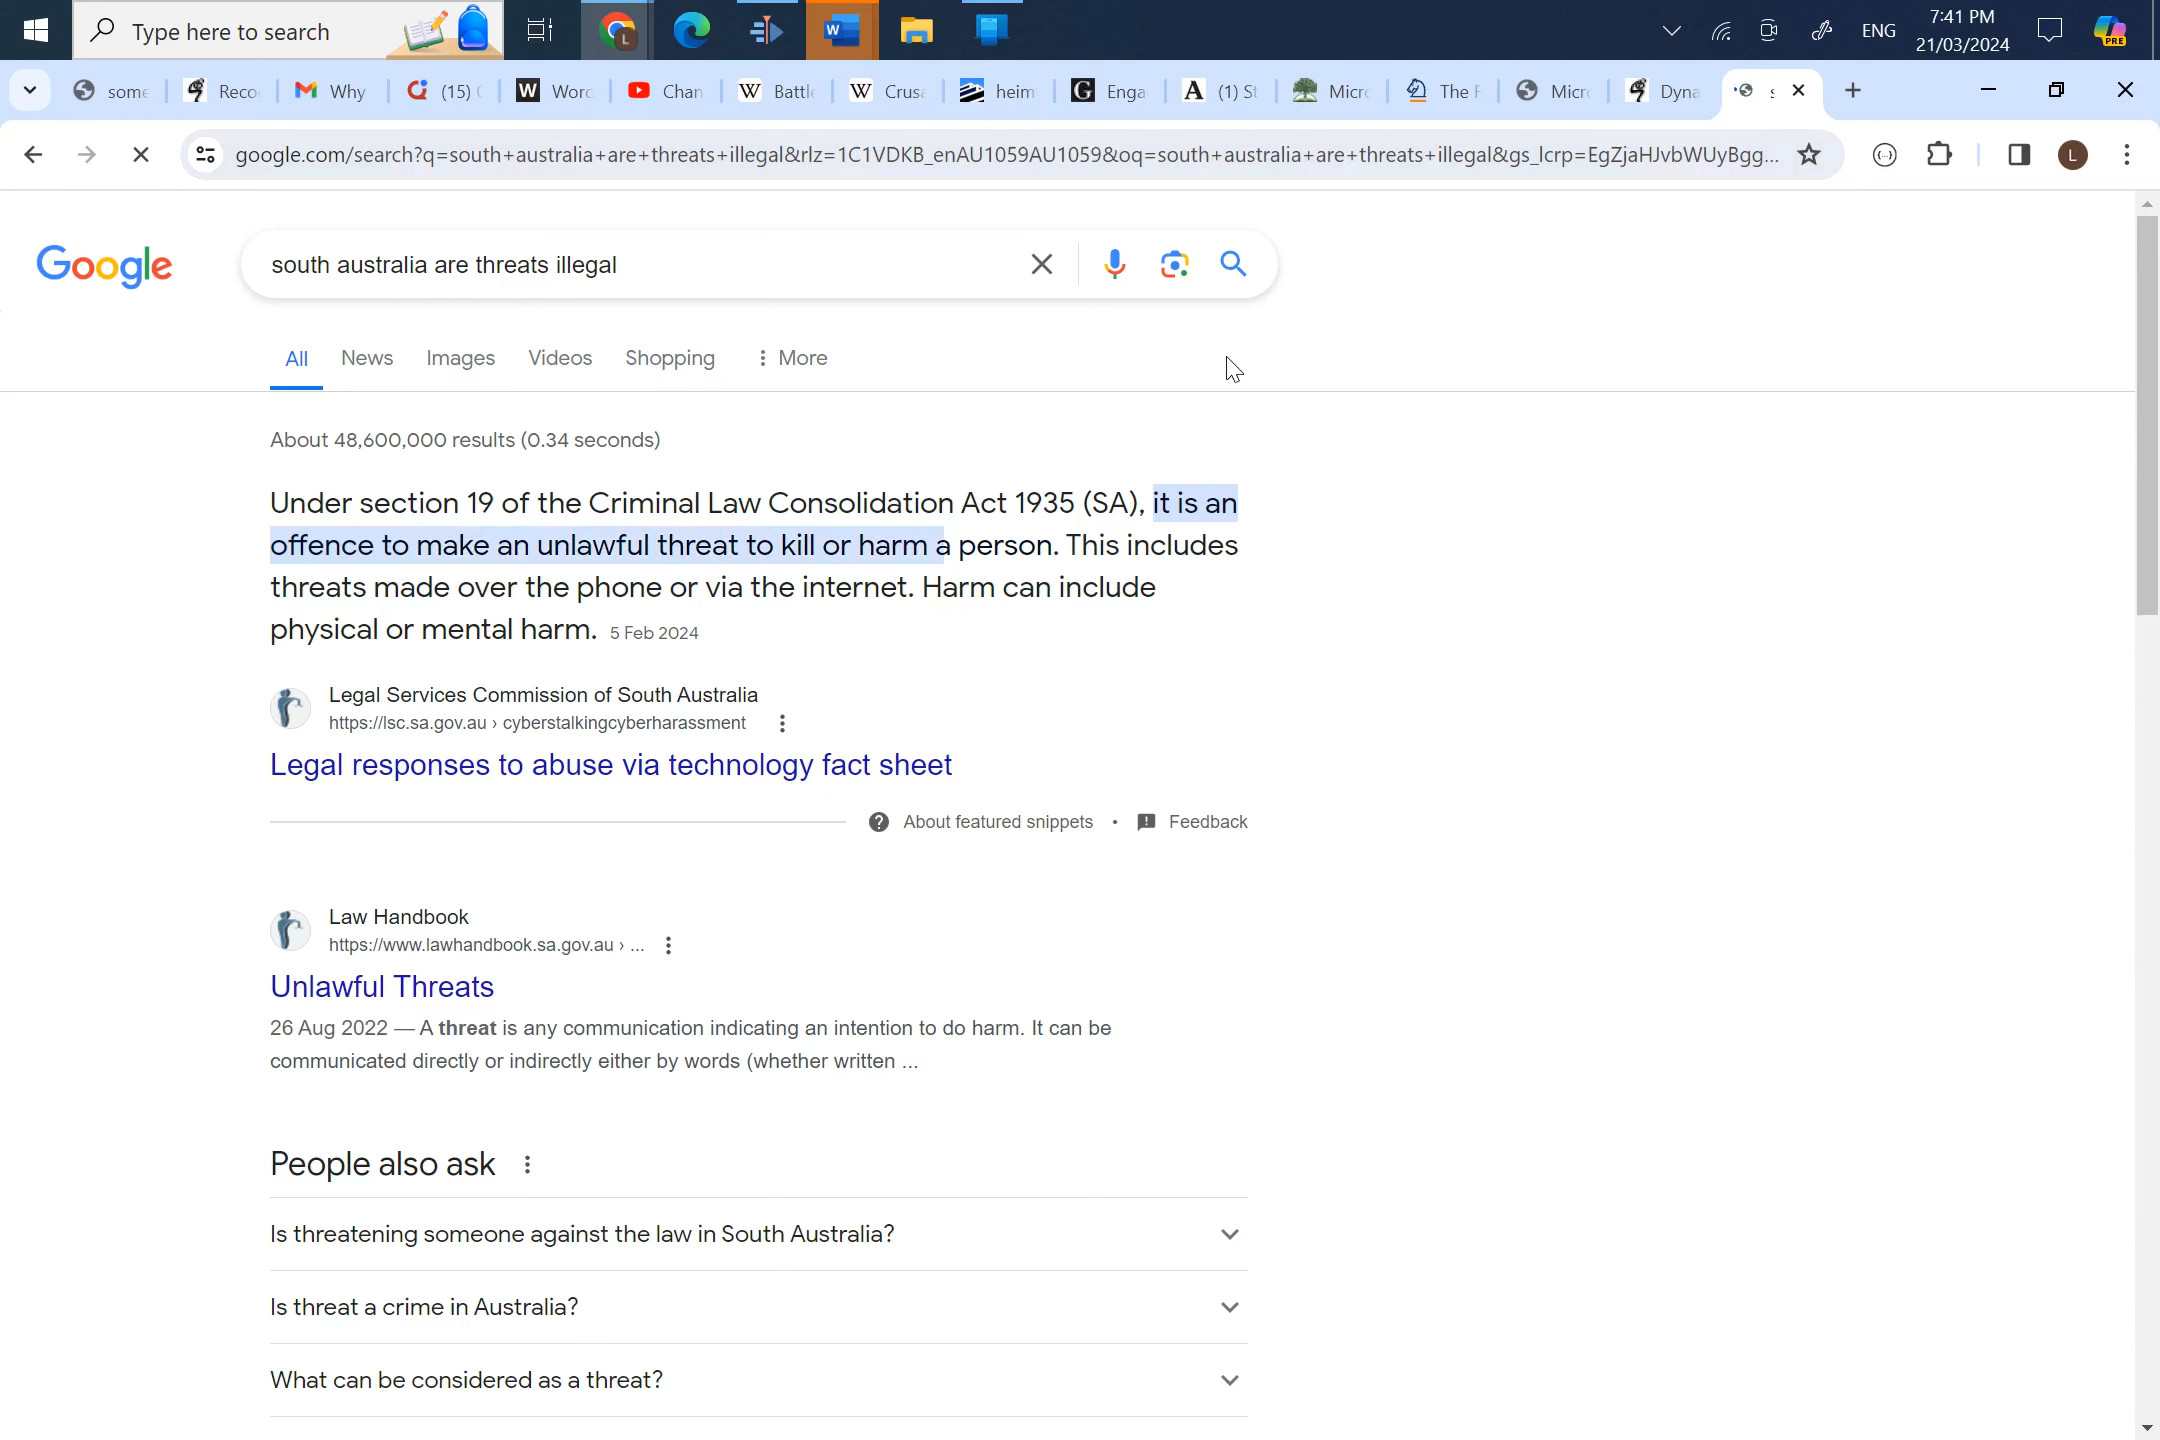 Type here to search
W
L
ENG
7:41 PM
21/03/2024
PRE
some
Reco
Why
(15)
W Word
Chan
W Battle
W Crusa
heim
G Enga
A (1) St
Micro
The
Micro
Dyna
google.com/search?q=south+australia+are+threats+illegal&rlz=1C1VDKB_enAU1059AU1059&oq=south+australia+are+threats+illegal&gs_lcrp=EgZjaHJvbWUyBgg...
L
Google
south australia are threats illegal
All
News
Images
Videos
Shopping
More
About 48,600,000 results (0.34 seconds)
Under section 19 of the Criminal Law Consolidation Act 1935 (SA), it is an
offence to make an unlawful threat to kill or harm a person. This includes
threats made over the phone or via the internet. Harm can include
physical or mental harm. 5 Feb 2024
Legal Services Commission of South Australia
https://lsc.sa.gov.au › cyberstalkingcyberharassment
Legal responses to abuse via technology fact sheet
About featured snippets • Feedback
Law Handbook
https://www.lawhandbook.sa.gov.au › ...
Unlawful Threats
26 Aug 2022 — A threat is any communication indicating an intention to do harm. It can be
communicated directly or indirectly either by words (whether written ...
People also ask
Is threatening someone against the law in South Australia?
Is threat a crime in Australia?
What can be considered as a threat?